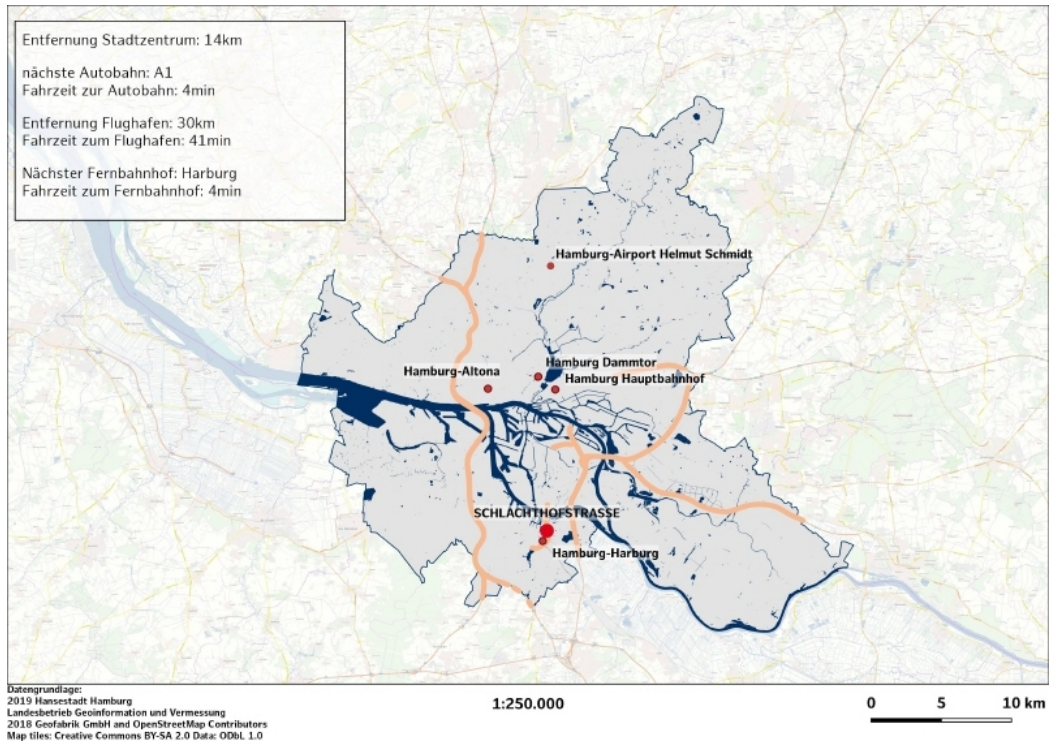 Entfernung Stadtzentrum: 14km
nächste Autobahn: A1
Fahrzeit zur Autobahn: 4min
Entfernung Flughafen: 30km
Fahrzeit zum Flughafen: 41min
Nächster Fernbahnhof: Harburg
Fahrzeit zum Fernbahnhof: 4min
Hamburg-Airport Helmut Schmidt
Hamburg Dammtor
Hamburg-Altona
Hamburg Hauptbahnhof
SCHLACHTHOFSTRASSE
Hamburg-Harburg
Datengrundlage:
2019 Hansestadt Hamburg
Landesbetrieb Geoinformation und Vermessung
2018 Geofabrik GmbH and OpenStreetMap Contributors
Map tiles: Creative Commons BY-SA 2.0 Data: ODbL 1.0
1:250.000
0 5 10 km